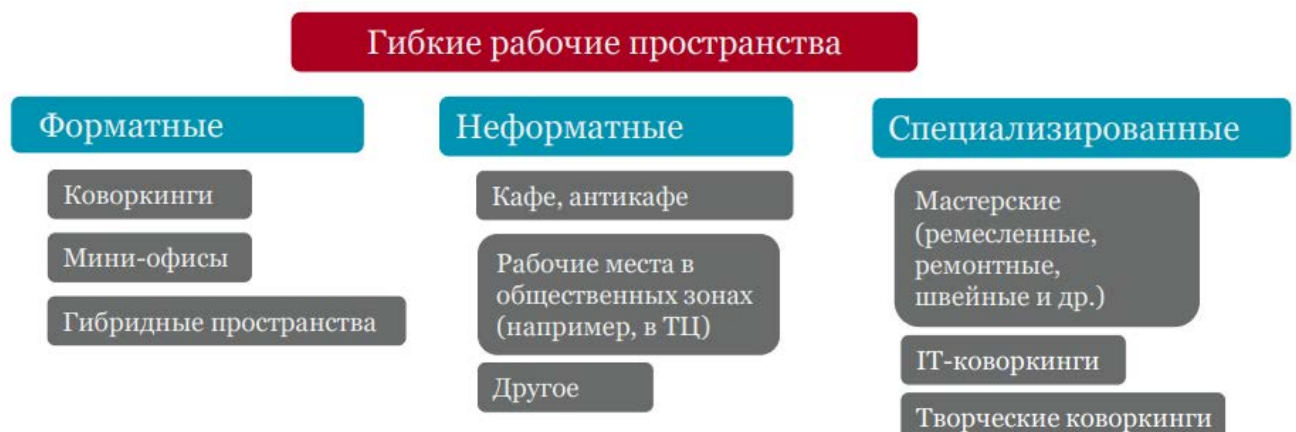 Гибкие рабочие пространства
Форматные
Коворкинги
Мини-офисы
Гибридные пространства
Неформатные
Кафе, антикафе
Рабочие места в
общественных зонах
(например, в ТЦ)
Другое
Специализированные
Мастерские
(ремесленные,
ремонтные,
швейные и др.)
IT-коворкинги
Творческие коворкинги